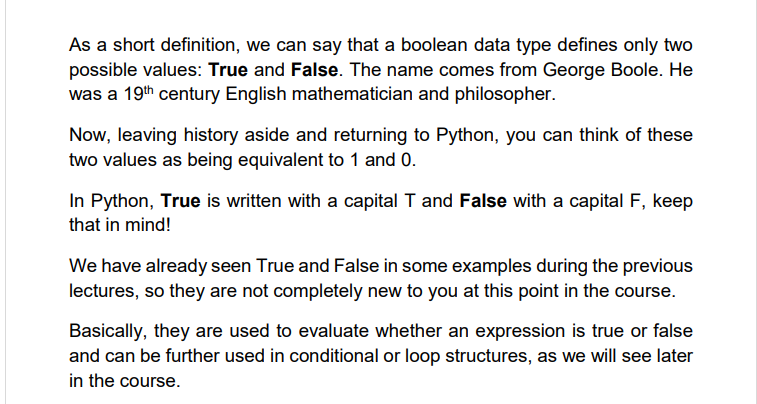 As a short definition, we can say that a boolean data type defines only two
possible values: True and False. The name comes from George Boole. He
was a 19th century English mathematician and philosopher.
Now, leaving history aside and returning to Python, you can think of these
two values as being equivalent to 1 and 0.
In Python, True is written with a capital T and False with a capital F, keep
that in mind!
We have already seen True and False in some examples during the previous
lectures, so they are not completely new to you at this point in the course.
Basically, they are used to evaluate whether an expression is true or false
and can be further used in conditional or loop structures, as we will see later
in the course.